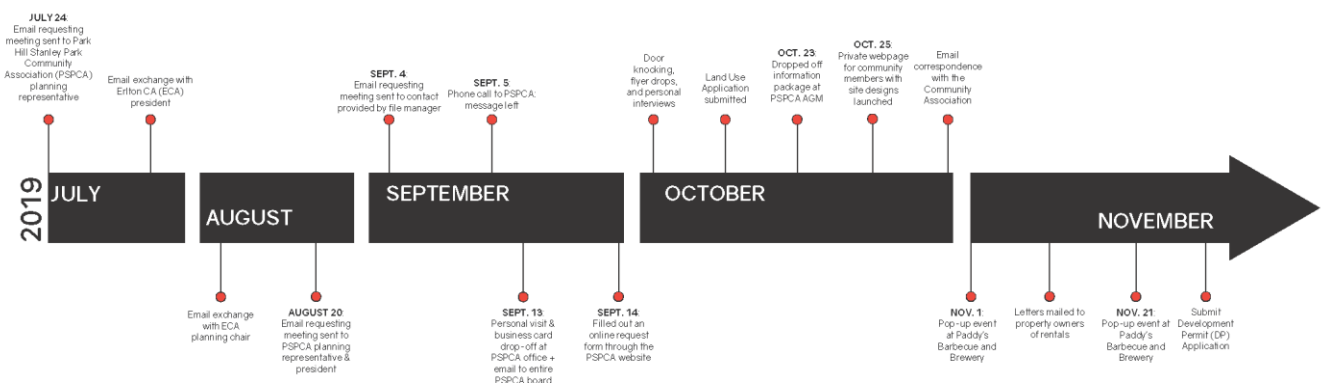 JULY 24:
Email requesting
meeting sent to Park
Hill Stanley Park
Community
Association (PSPCA)
planning
representative
Email exchange with
Erlton CA (ECA)
president
SEPT. 4:
Email requesting
meeting sent to contact
provided by file manager
SEPT. 5
Phone call to PSPCA:
message left
Door
knocking,
flyer drops,
and personal
interviews
Land Use
Application
submitted
OCT. 23:
Dropped off
information
package at
PSPCA AGM
OCT. 25:
Private webpage
for community
members with
site designs
launched
Email
correspondence
with the
Community
Association
2019
JULY
AUGUST
SEPTEMBER
OCTOBER
NOVEMBER
Email exchange
with ECA
planning chair
AUGUST 20:
Email requesting
meeting sent to
PSPCA planning
representative &
president
SEPT. 13:
Personal visit &
business card
drop-off at
PSPCA office +
email to entire
PSPCA board
SEPT. 14:
Filled out an
online request
form through the
PSPCA website
NOV. 1:
Pop-up event
at Paddy's
Barbecue and
Brewery
Letters mailed to
property owners
of rentals
NOV. 21:
Pop-up event at
Paddy's
Barbecue and
Brewery
Submit
Development
Permit (DP)
Application